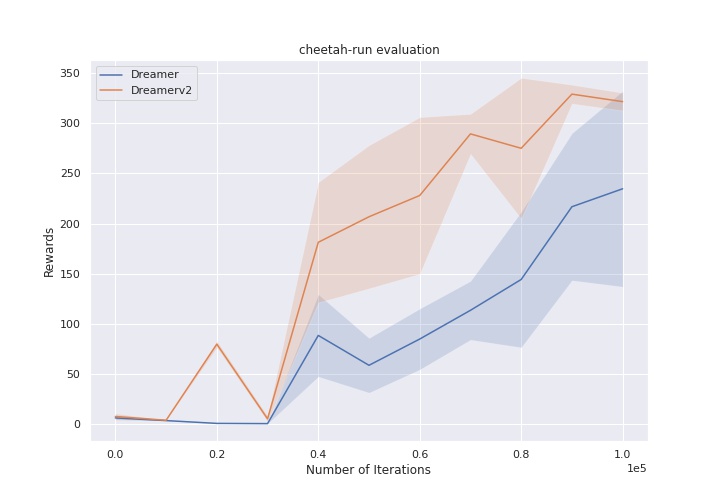 cheetah-run evaluation
Dreamer
Dreamerv2
350
300
250
200
150
100
50
0
Rewards
0.0 0.2 0.4 0.6 0.8 1.0
1e5
Number of Iterations